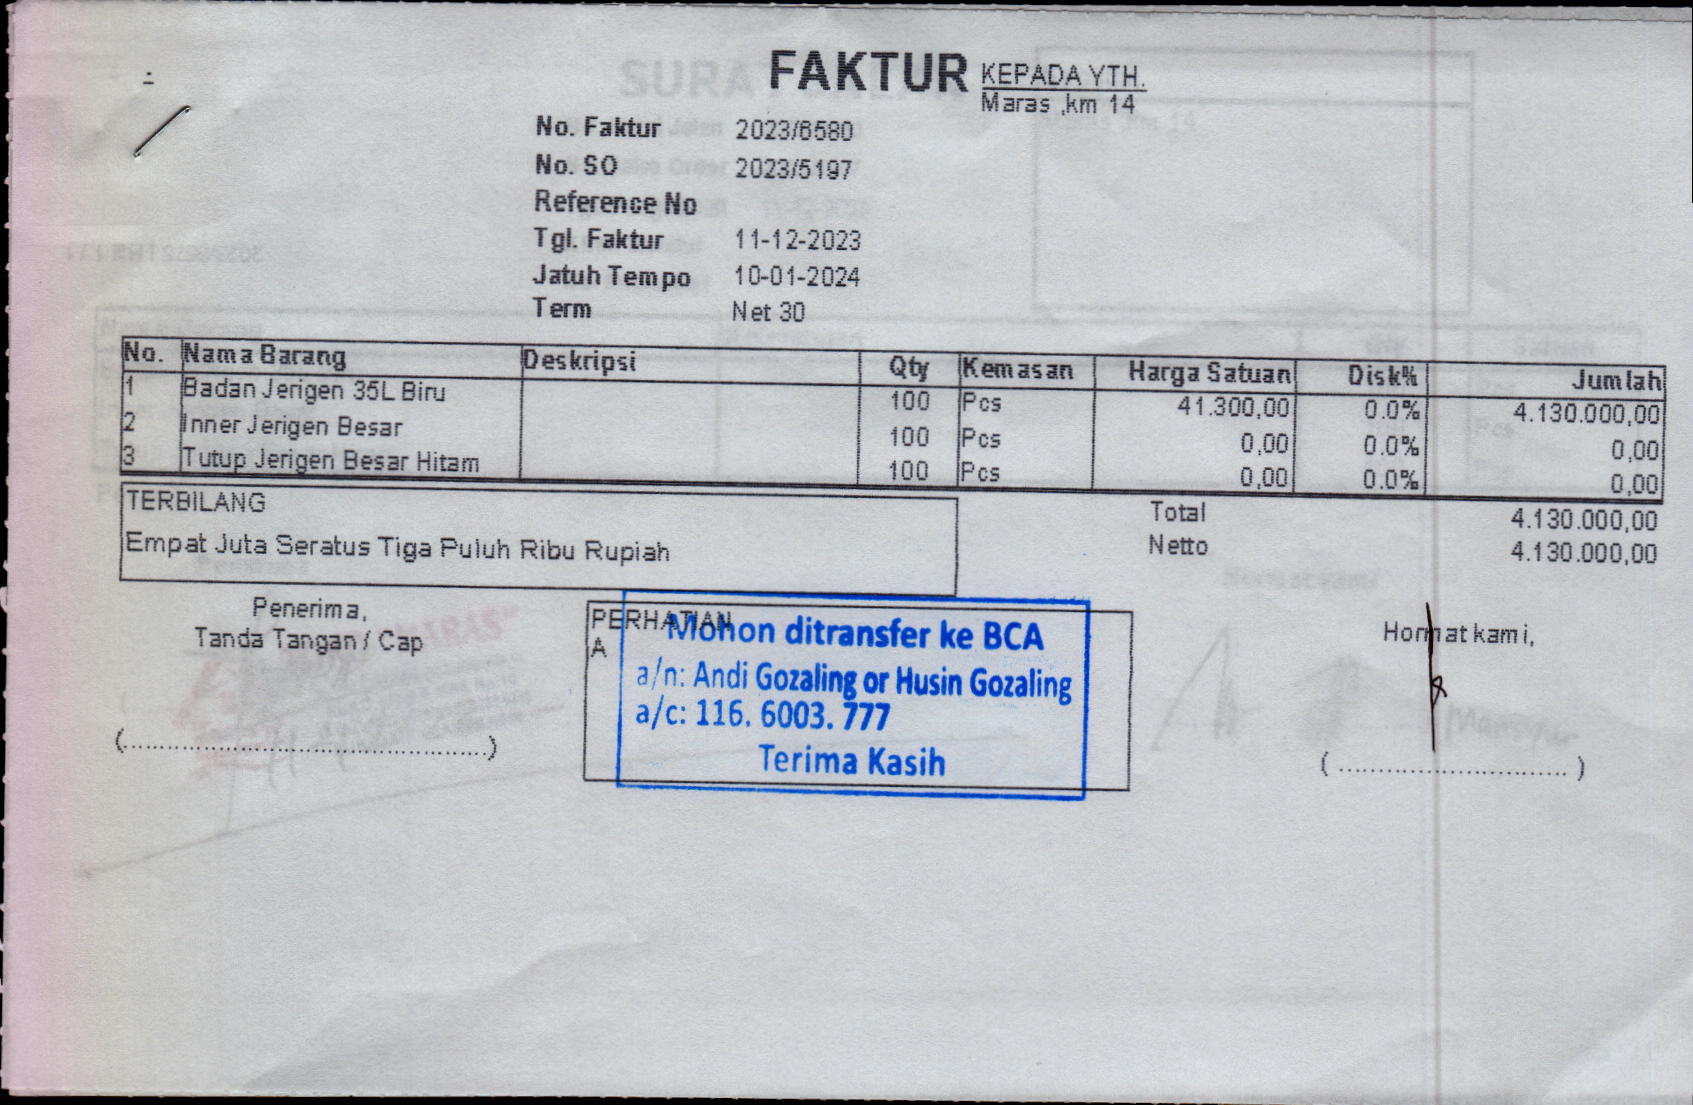 FAKTUR
KEPADA YTH.
Maras ,km 14
No. Faktur 2023/6580
No. SO 2023/5197
Reference No
Tgl. Faktur 11-12-2023
Jatuh Tempo 10-01-2024
Term Net 30
No. Nama Barang Deskripsi Qty Kemasan Harga Satuan Disk% Jumlah
1 Badan Jerigen 35L Biru 100 Pcs 41.300,00 0.0% 4.130.000,00
2 Inner Jerigen Besar 100 Pcs 0,00 0.0% 0,00
3 Tutup Jerigen Besar Hitam 100 Pcs 0,00 0.0% 0,00
TERBILANG
Empat Juta Seratus Tiga Puluh Ribu Rupiah
Total 4.130.000,00
Netto 4.130.000,00
Penerima,
Tanda Tangan / Cap
(............................................)
PERHATIAN
A
Mohon ditransfer ke BCA
a/n: Andi Gozaling or Husin Gozaling
a/c: 116. 6003. 777
Terima Kasih
Hormat kami,
(............................)